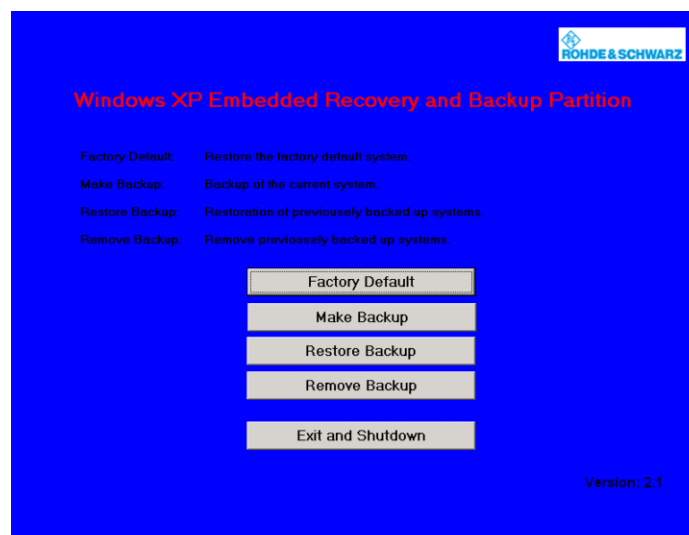 ROHDE & SCHWARZ
Windows XP Embedded Recovery and Backup Partition
Factory Default: Restore the factory default system.
Make Backup: Backup of the current system.
Restore Backup: Restoration of previousely backed up systems.
Remove Backup: Remove previousely backed up systems.
Factory Default
Make Backup
Restore Backup
Remove Backup
Exit and Shutdown
Version: 2.1